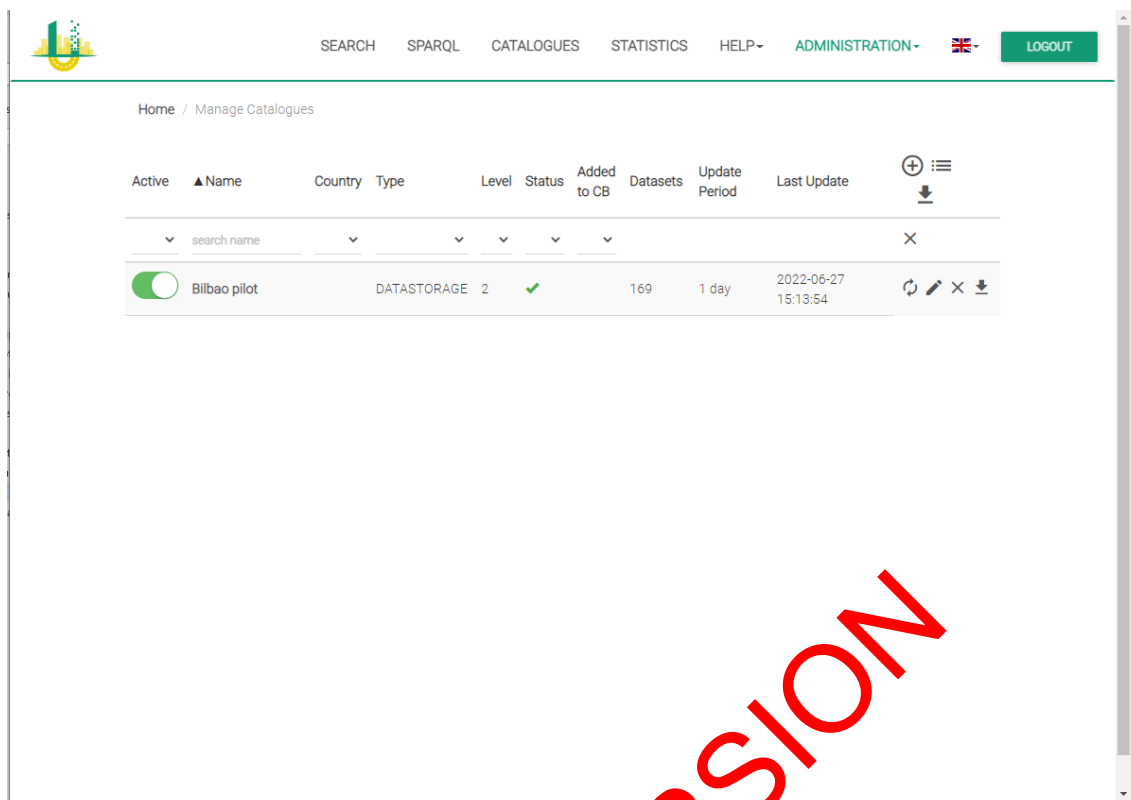 SEARCH SPARQL CATALOGUES STATISTICS HELP ADMINISTRATION LOGOUT
Home / Manage Catalogues
Active ▲Name Country Type Level Status Added to CB Datasets Update Period Last Update
search name
Bilbao pilot DATASTORAGE 2 169 1 day 2022-06-27 15:13:54